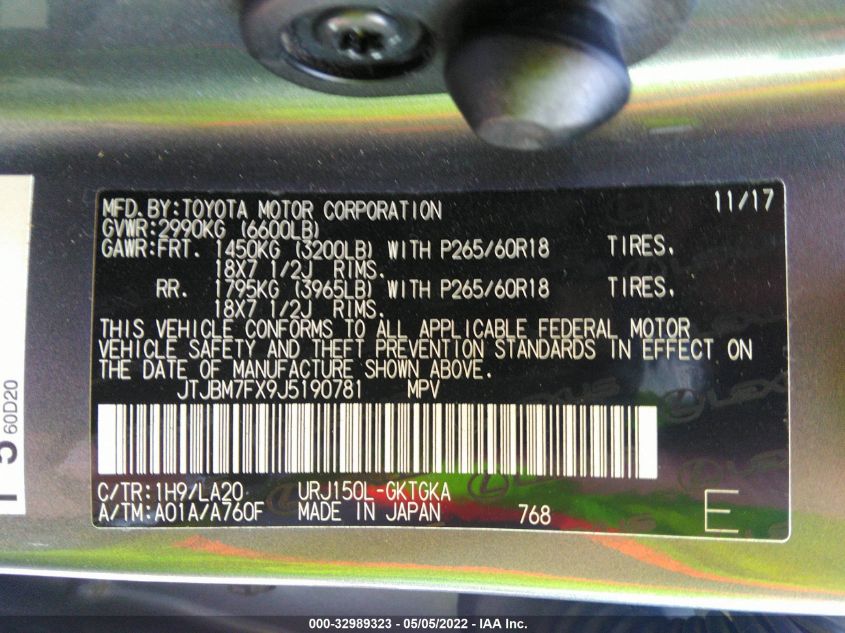 MFD.BY:TOYOTA MOTOR CORPORATION 11/17
GVWR:2990KG (6600LB)
GAWR:FRT. 1450KG (3200LB) WITH P265/60R18 TIRES.
18X7 1/2J RIMS.
RR. 1795KG (3965LB) WITH P265/60R18 TIRES.
18X7 1/2J RIMS.
THIS VEHICLE CONFORMS TO ALL APPLICABLE FEDERAL MOTOR
VEHICLE SAFETY AND THEFT PREVENTION STANDARDS IN EFFECT ON
THE DATE OF MANUFACTURE SHOWN ABOVE.
JTJBM7FX9J5190781 MPV
C/TR:1H9/LA20 URJ150L-GKTGKA
A/TM:A01A/A760F MADE IN JAPAN 768 E
5
60D20
LEXUS
000-32989323 - 05/05/2022 - IAA Inc.